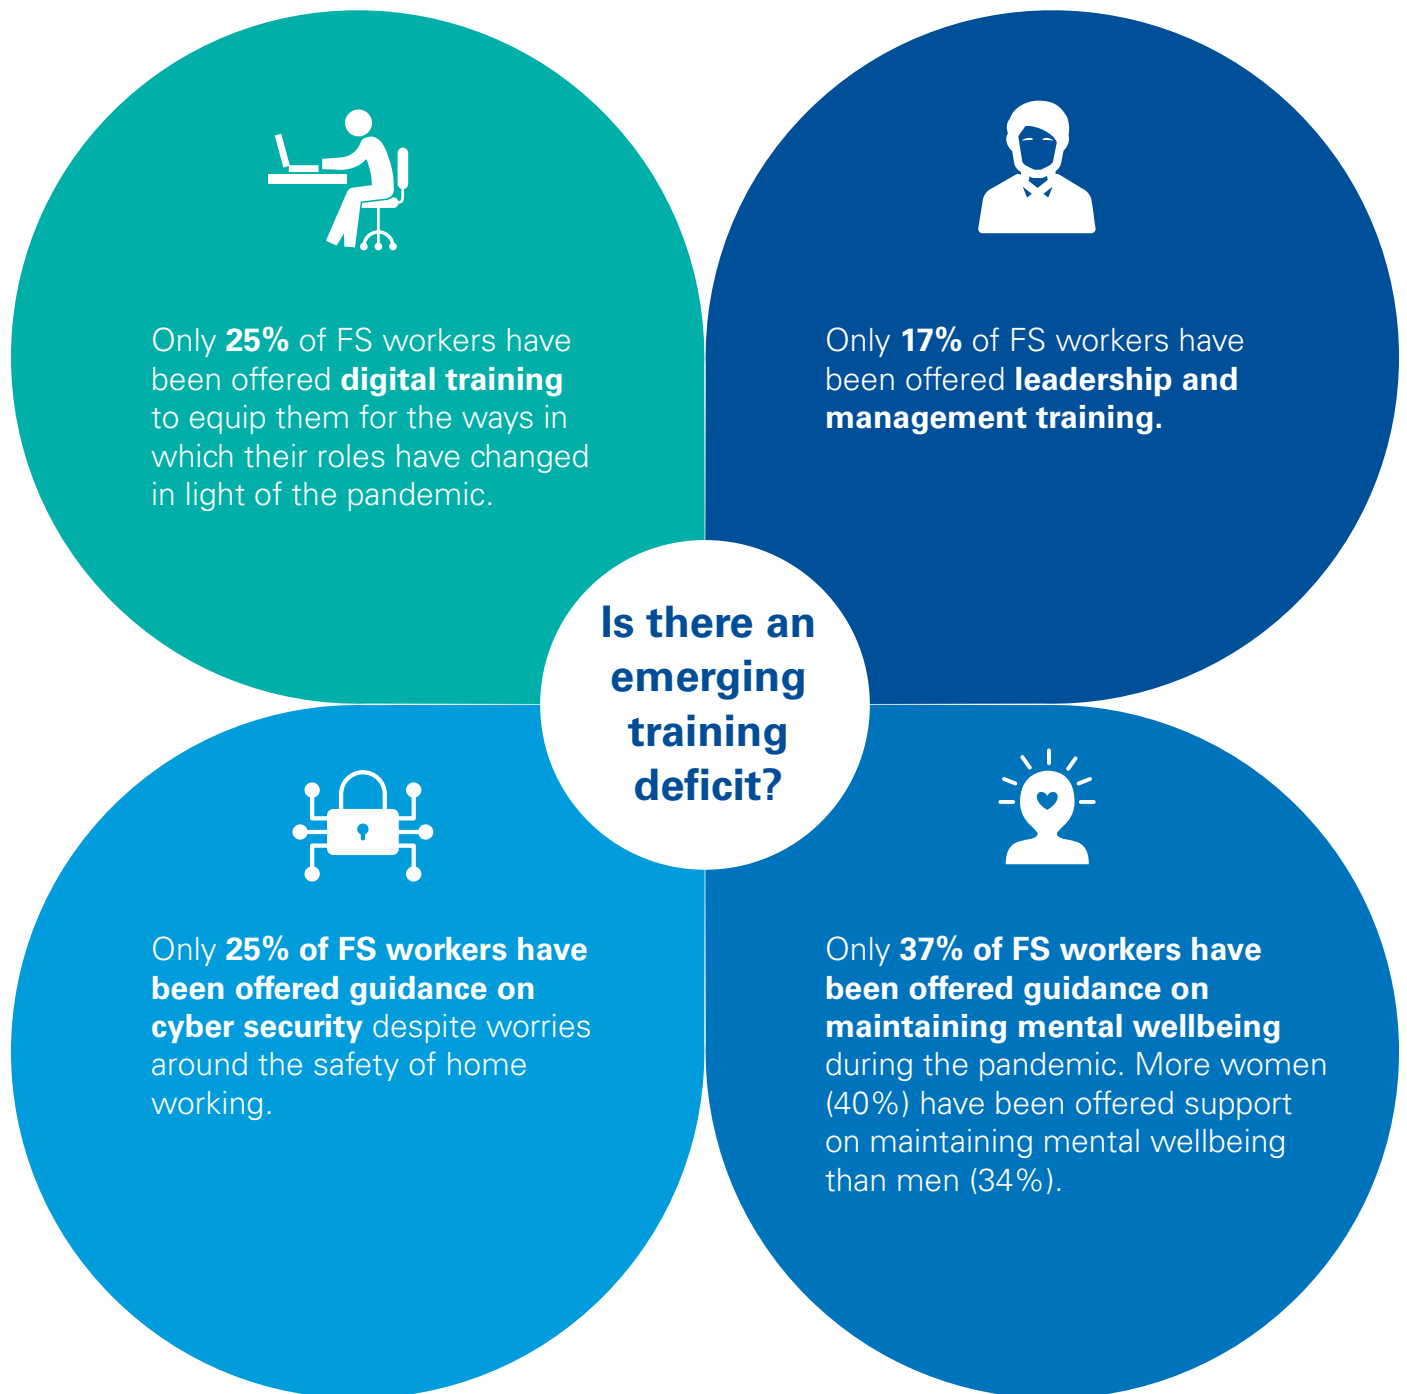 Only 25% of FS workers have
been offered digital training
to equip them for the ways in
which their roles have changed
in light of the pandemic.
Only 17% of FS workers have
been offered leadership and
management training.
Is there an
emerging
training
deficit?
Only 25% of FS workers have
been offered guidance on
cyber security despite worries
around the safety of home
working.
Only 37% of FS workers have
been offered guidance on
maintaining mental wellbeing
during the pandemic. More women
(40%) have been offered support
on maintaining mental wellbeing
than men (34%).